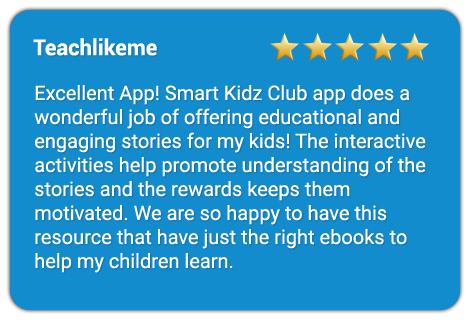 Teachlikeme
Excellent App! Smart Kidz Club app does a
wonderful job of offering educational and
engaging stories for my kids! The interactive
activities help promote understanding of the
stories and the rewards keeps them
motivated. We are so happy to have this
resource that have just the right ebooks to
help my children learn.